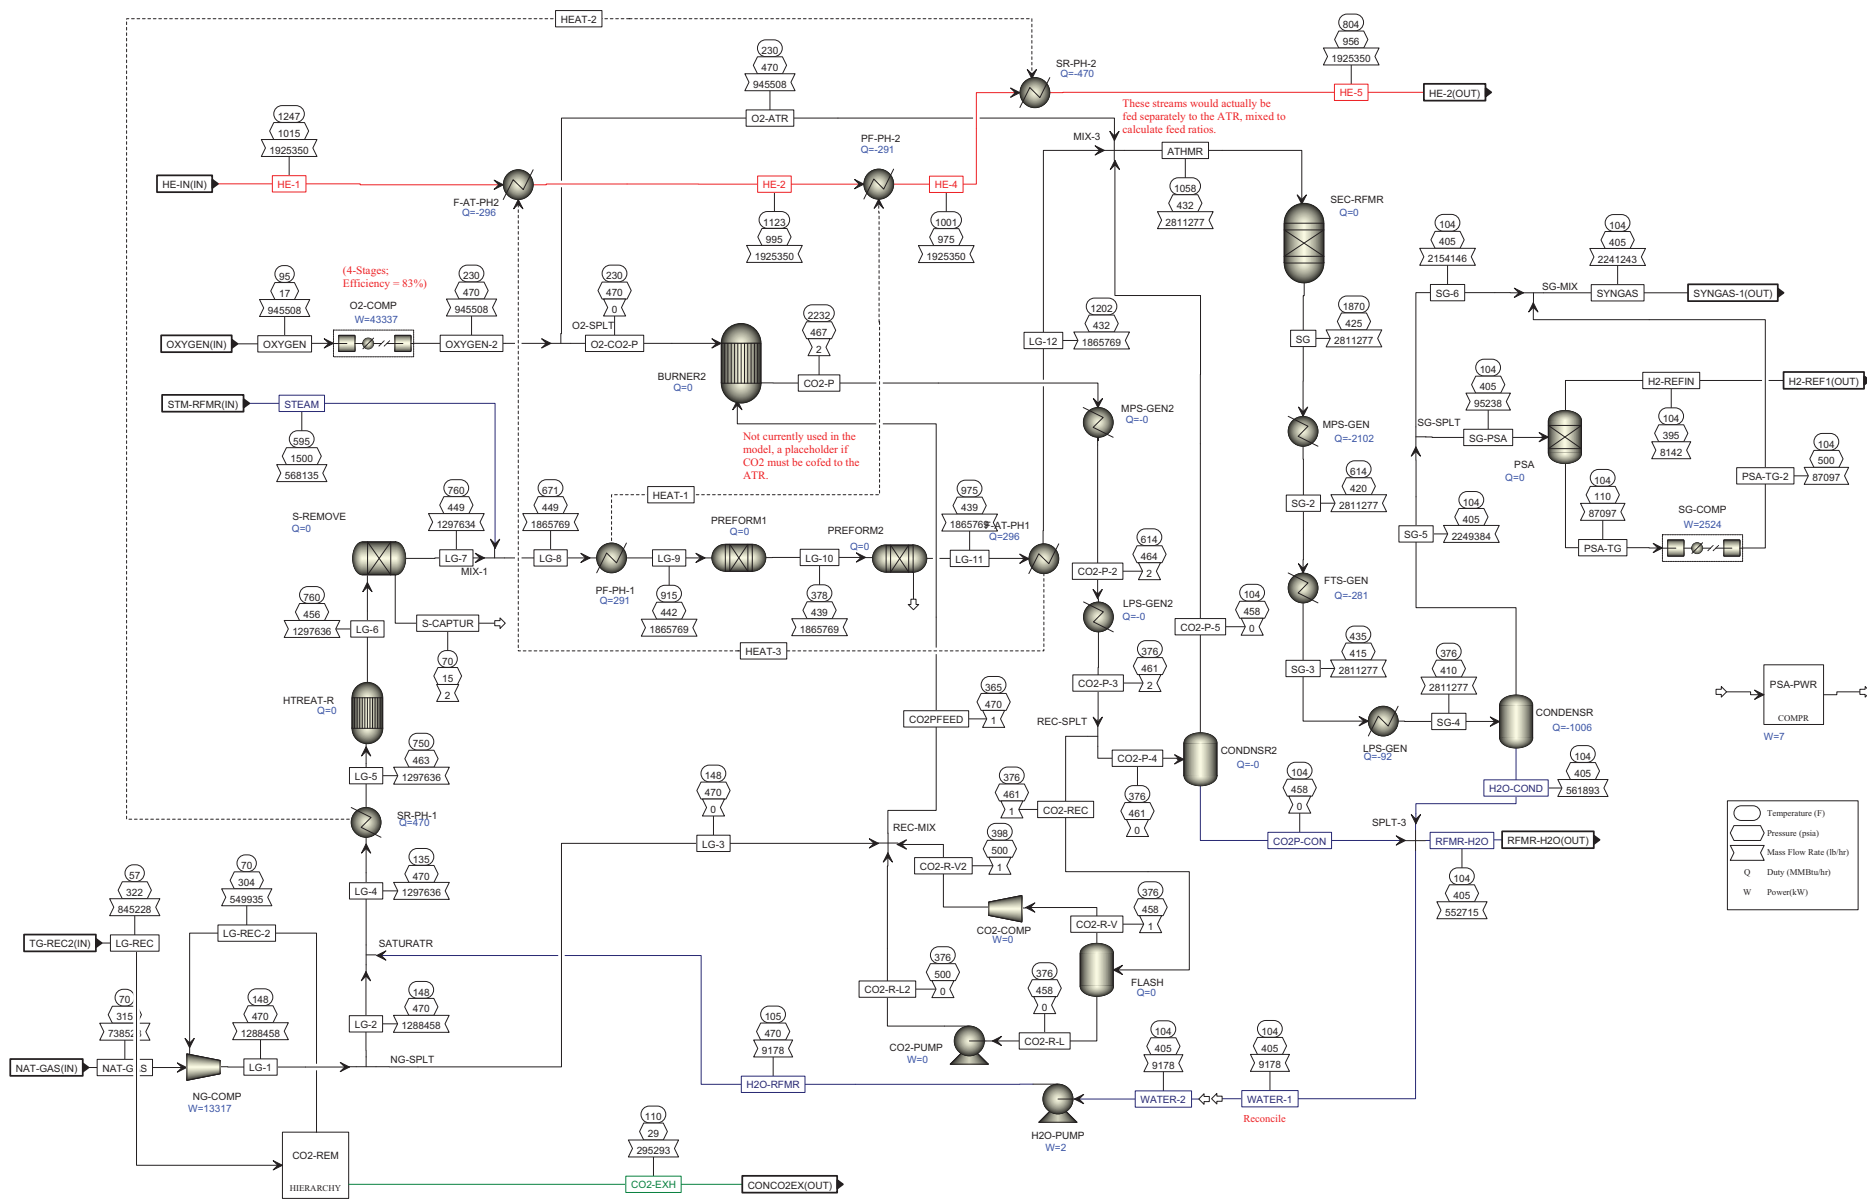 HEAT-2
230
470
945508
O2-ATR
SR-PH-2
Q=-470
804
956
1925350
HE-5
HE-2(OUT)
These streams would actually be
fed separately to the ATR, mixed to
calculate feed ratios.
1247
1015
1925350
HE-IN(IN)
HE-1
F-AT-PH2
Q=-296
HE-2
1123
995
1925350
PF-PH-2
Q=-291
HE-4
1001
975
1925350
MIX-3
ATHMR
1058
432
2811277
SEC-RFMR
Q=0
(4-Stages;
Efficiency = 83%)
95
17
945508
O2-COMP
W=43337
230
470
945508
OXYGEN(IN)
OXYGEN
OXYGEN-2
230
470
0
O2-SPLT
O2-CO2-P
BURNER2
Q=0
2232
467
2
CO2-P
1202
432
1865769
LG-12
1870
425
2811277
SG
104
405
2154146
SG-6
104
405
2241243
SG-MIX
SYNGAS
SYNGAS-1(OUT)
STM-RFMR(IN)
STEAM
595
1500
568135
Not currently used in the
model, a placeholder if
CO2 must be cofed to the
ATR.
MPS-GEN2
Q=-0
MPS-GEN
Q=-2102
104
405
95238
SG-SPLT
SG-PSA
PSA
Q=0
H2-REFIN
104
395
8142
H2-REF1(OUT)
104
500
87097
PSA-TG-2
S-REMOVE
Q=0
760
449
1297634
LG-7
MIX-1
671
449
1865769
LG-8
HEAT-1
PF-PH-1
Q=291
LG-9
915
442
1865769
PREFORM1
Q=0
LG-10
378
439
1865769
PREFORM2
Q=0
975
439
1865769
LG-11
F-AT-PH1
Q=296
614
464
2
CO2-P-2
614
420
2811277
SG-2
104
405
2249384
SG-5
104
110
87097
PSA-TG
SG-COMP
W=2524
760
456
1297636
LG-6
S-CAPTUR
70
15
2
HEAT-3
LPS-GEN2
Q=-0
104
458
0
CO2-P-5
FTS-GEN
Q=-281
435
415
2811277
SG-3
376
461
2
CO2-P-3
HTREAT-R
Q=0
365
470
1
CO2PFEED
REC-SPLT
CO2-P-4
376
461
0
CONDNSR2
Q=-0
LPS-GEN
Q=-92
376
410
2811277
SG-4
CONDENSR
Q=-1006
PSA-PWR
COMPR
W=7
750
463
1297636
LG-5
SR-PH-1
Q=470
148
470
0
LG-3
REC-MIX
376
461
1
CO2-REC
104
458
0
CO2P-CON
104
405
561893
H2O-COND
SPLT-3
RFMR-H2O
RFMR-H2O(OUT)
104
405
552715
Temperature (F)
Pressure (psia)
Mass Flow Rate (lb/hr)
Q Duty (MMBtu/hr)
W Power(kW)
135
470
1297636
LG-4
398
500
1
CO2-R-V2
CO2-COMP
W=0
376
458
1
CO2-R-V
FLASH
Q=0
57
322
845228
TG-REC2(IN)
LG-REC
70
304
549935
LG-REC-2
SATURATR
376
500
0
CO2-R-L2
376
458
0
CO2-R-L
CO2-PUMP
W=0
148
470
1288458
LG-2
70
315
NAT-GAS(IN)
NAT-GAS
148
470
1288458
LG-1
NG-COMP
W=13317
NG-SPLT
105
470
9178
H2O-RFMR
H2O-PUMP
W=2
104
405
9178
WATER-2
104
405
9178
WATER-1
Reconcile
CO2-REM
HIERARCHY
110
29
295293
CO2-EXH
CONCO2EX(OUT)